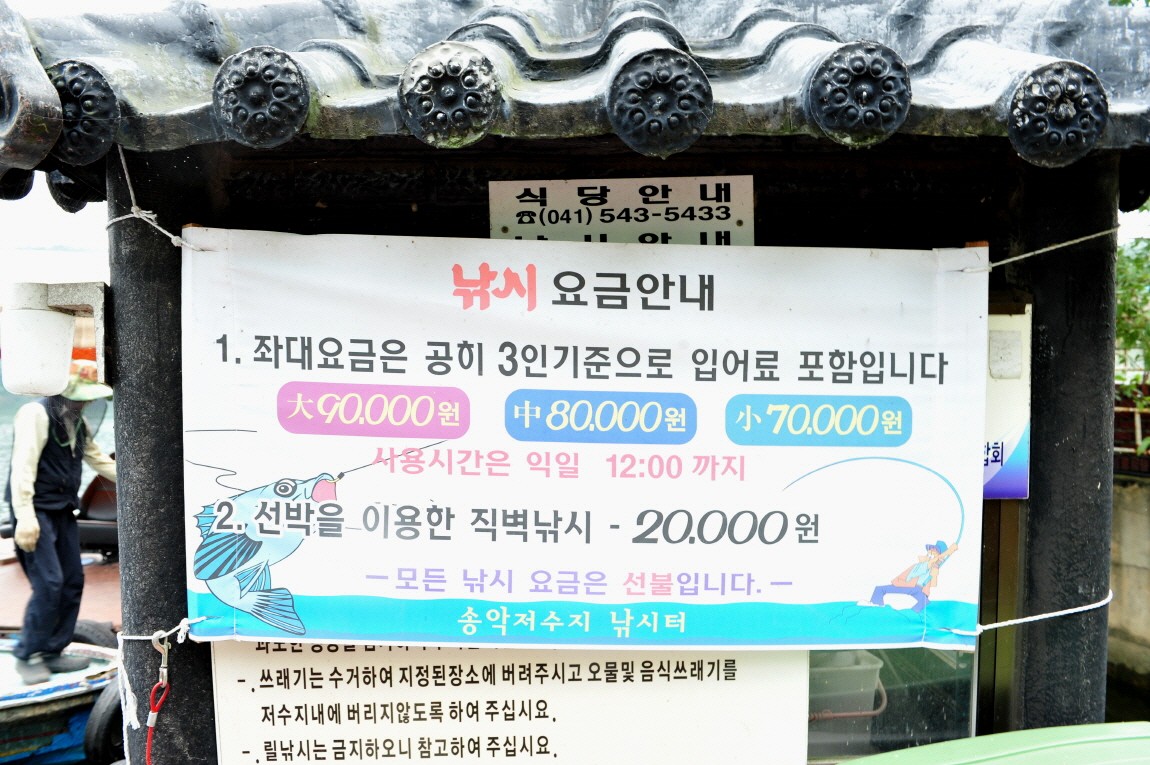 식당안내
☎(041) 543-5433
낚시 요금안내
1. 좌대요금은 공히 3인기준으로 입어료 포함입니다
大90,000원 中80,000원 小70,000원
사용시간은 익일 12:00 까지
2. 선박을 이용한 직벽낚시 - 20,000원
- 모든 낚시 요금은 선불입니다. -
송악저수지 낚시터
-. 쓰래기는 수거하여 지정된장소에 버려주시고 오물및 음식쓰래기를
저수지내에 버리지않도록 하여 주십시요.
-. 릴낚시는 금지하오니 참고하여 주십시요.